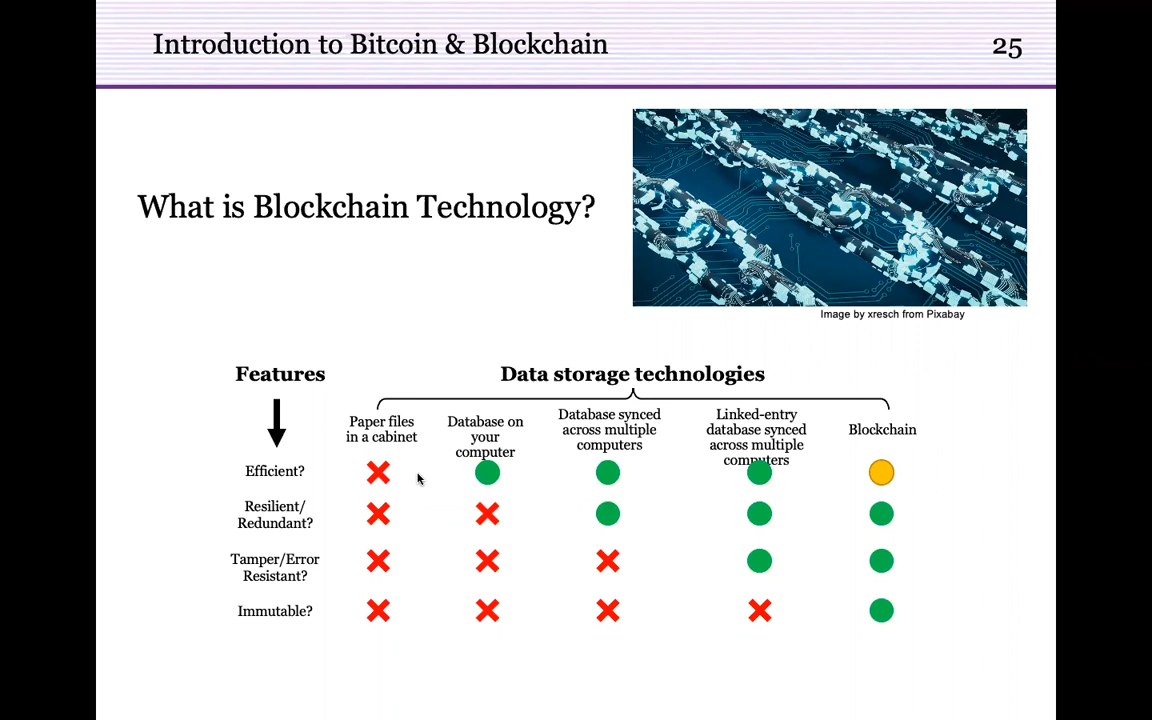 Introduction to Bitcoin & Blockchain
25
What is Blockchain Technology?
Image by xresch from Pixabay
Features
Data storage technologies
Paper files
in a cabinet
Database on
your
computer
Database synced
across multiple
computers
Linked-entry
database synced
across multiple
computers
Blockchain
Efficient?
Resilient/
Redundant?
Tamper/Error
Resistant?
Immutable?